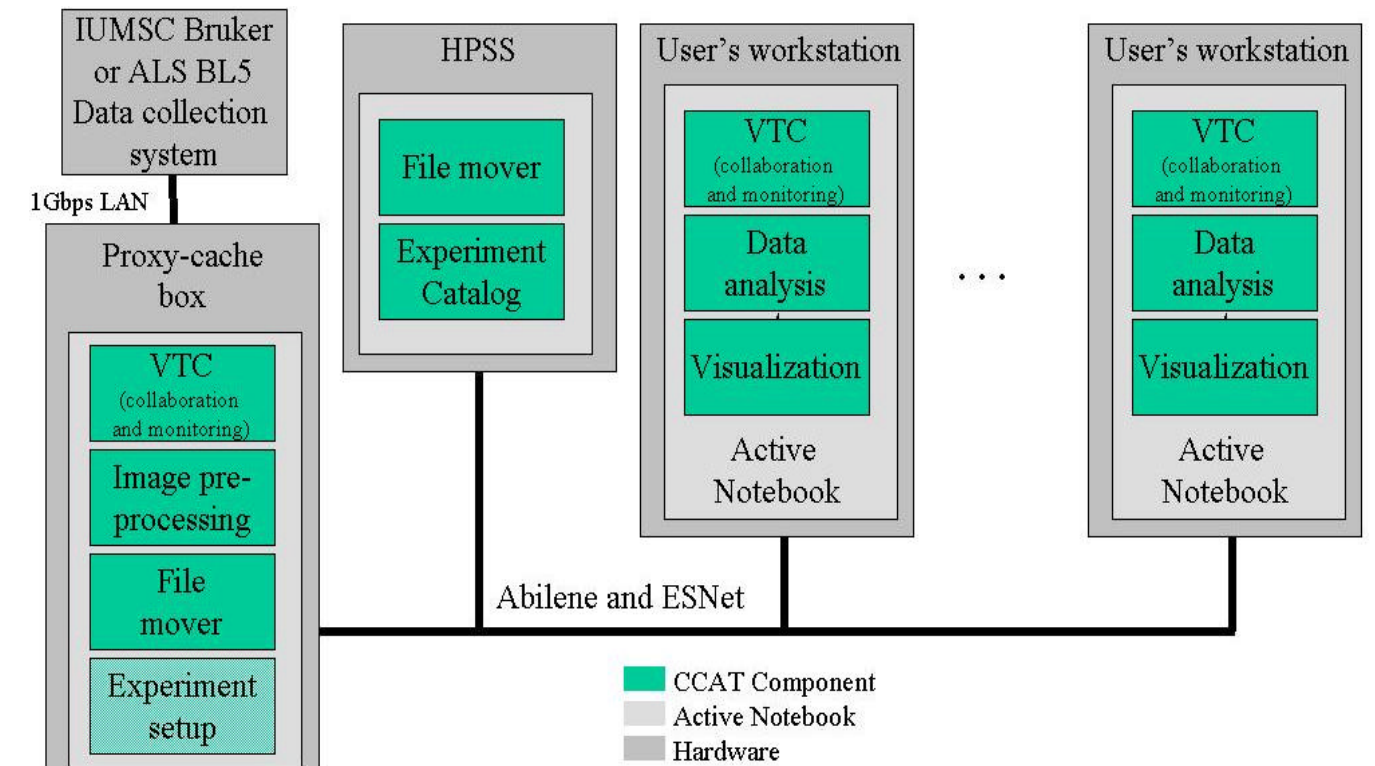 IUMSC Bruker
or ALS BL5
Data collection
system
1Gbps LAN
Proxy-cache
box
VTC
(collaboration
and monitoring)
Image pre-
processing
File
mover
Experiment
setup
HPSS
File mover
Experiment
Catalog
User's workstation
VTC
(collaboration
and monitoring)
Data
analysis
Visualization
Active
Notebook
. . .
User's workstation
VTC
(collaboration
and monitoring)
Data
analysis
Visualization
Active
Notebook
Abilene and ESNet
CCAT Component
Active Notebook
Hardware